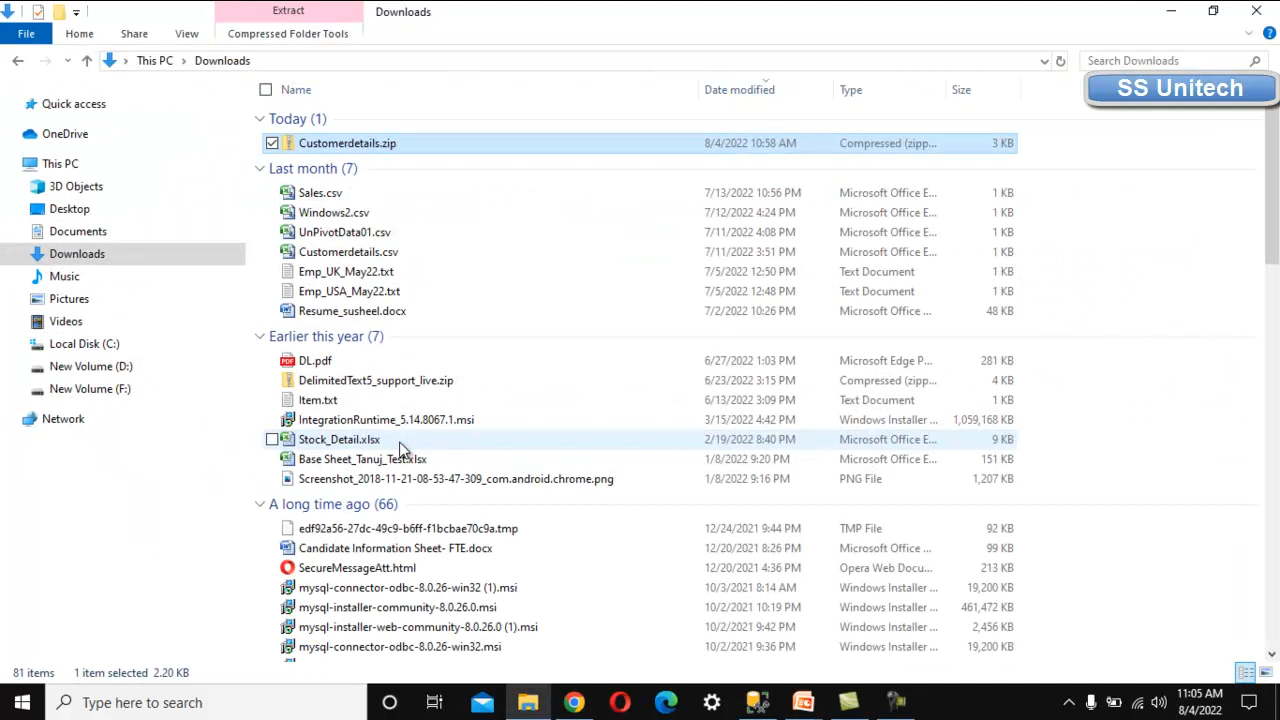 Extract
Downloads
File
Home
Share
View
Compressed Folder Tools
This PC
Downloads
Search Downloads
SS Unitech
Name
Date modified
Type
Size
Quick access
OneDrive
This PC
3D Objects
Desktop
Documents
Downloads
Music
Pictures
Videos
Local Disk (C:)
New Volume (D:)
New Volume (F:)
Network
Today (1)
Customerdetails.zip 8/4/2022 10:58 AM Compressed (zipp... 3 KB
Last month (7)
Sales.csv 7/13/2022 10:56 PM Microsoft Office E... 1 KB
Windows2.csv 7/12/2022 4:24 PM Microsoft Office E... 1 KB
UnPivotData01.csv 7/11/2022 4:08 PM Microsoft Office E... 1 KB
Customerdetails.csv 7/11/2022 3:51 PM Microsoft Office E... 1 KB
Emp_UK_May22.txt 7/5/2022 12:50 PM Text Document 1 KB
Emp_USA_May22.txt 7/5/2022 12:48 PM Text Document 1 KB
Resume_susheel.docx 7/2/2022 10:26 PM Microsoft Office ... 48 KB
Earlier this year (7)
DL.pdf 6/27/2022 1:03 PM Microsoft Edge P... 281 KB
DelimitedText5_support_live.zip 6/23/2022 3:15 PM Compressed (zipp... 4 KB
Item.txt 6/13/2022 3:09 PM Text Document 1 KB
IntegrationRuntime_5.14.8067.1.msi 3/15/2022 4:42 PM Windows Installer ... 1,059,168 KB
Stock_Detail.xlsx 2/19/2022 8:40 PM Microsoft Office E... 9 KB
Base Sheet_Tanuj_Test.xlsx 1/8/2022 9:20 PM Microsoft Office E... 151 KB
Screenshot_2018-11-21-08-53-47-309_com.android.chrome.png 1/8/2022 9:16 PM PNG File 1,207 KB
A long time ago (66)
edf92a56-27dc-49c9-b6ff-f1bcbae70c9a.tmp 12/24/2021 9:44 PM TMP File 92 KB
Candidate Information Sheet- FTE.docx 12/20/2021 8:26 PM Microsoft Office ... 99 KB
SecureMessageAtt.html 12/20/2021 4:36 PM Opera Web Docu... 213 KB
mysql-connector-odbc-8.0.26-win32 (1).msi 10/3/2021 8:14 AM Windows Installer ... 19,200 KB
mysql-installer-community-8.0.26.0.msi 10/2/2021 10:19 PM Windows Installer ... 461,472 KB
mysql-installer-web-community-8.0.26.0 (1).msi 10/2/2021 9:42 PM Windows Installer ... 2,456 KB
mysql-connector-odbc-8.0.26-win32.msi 10/2/2021 9:36 PM Windows Installer ... 19,200 KB
81 items 1 item selected 2.20 KB
Type here to search
11:05 AM
8/4/2022